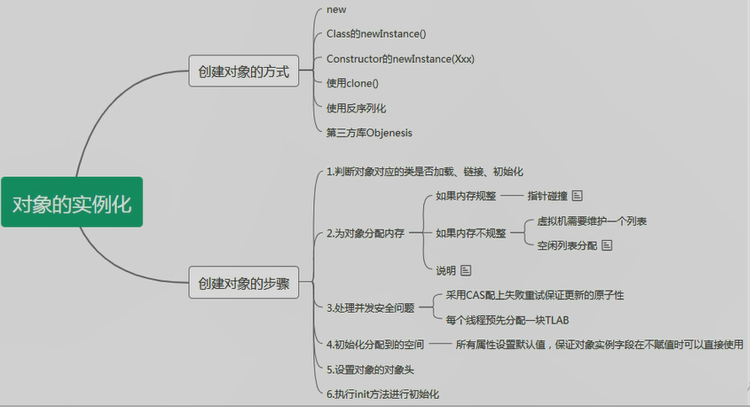 对象的实例化
创建对象的方式
new
Class的newInstance()
Constructor的newInstance(Xxx)
使用clone()
使用反序列化
第三方库Objenesis
创建对象的步骤
1.判断对象对应的类是否加载、链接、初始化
2.为对象分配内存
如果内存规整
指针碰撞
如果内存不规整
虚拟机需要维护一个列表
空闲列表分配
说明
3.处理并发安全问题
采用CAS配上失败重试保证更新的原子性
每个线程预先分配一块TLAB
4.初始化分配到的空间
所有属性设置默认值，保证对象实例字段在不赋值时可以直接使用
5.设置对象的对象头
6.执行init方法进行初始化